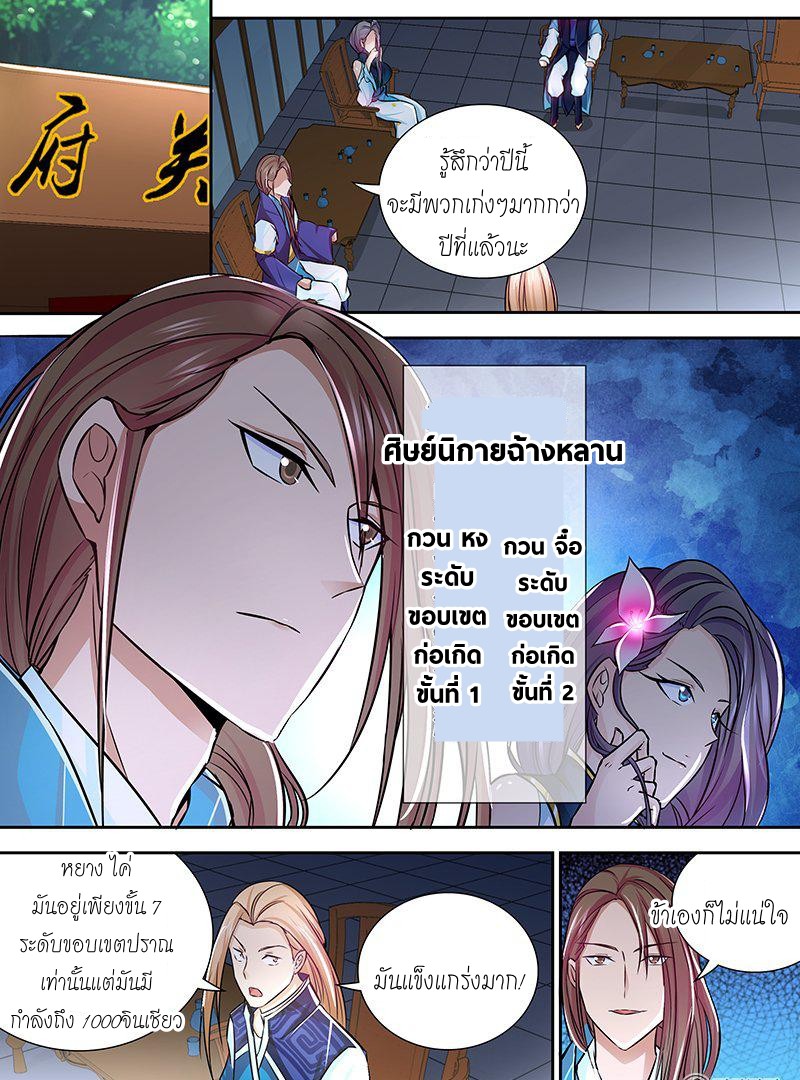 府关
รู้สึกว่าปีนี้
จะมีพวกเก่งๆมากกว่า
ปีที่แล้วนะ
ศิษย์นิกายฉ้างหลาน
กวน หง
ระดับ
ขอบเขต
ก่อเกิด
ขั้นที่ 1
กวน จื๋อ
ระดับ
ขอบเขต
ก่อเกิด
ขั้นที่ 2
หยาง ไค่
มันอยู่เพียงขั้น 7
ระดับขอบเขตปราณ
เท่านั้นแต่มันมี
กำลังถึง 1000จินเชียว
มันแข็งแกร่งมาก!
ข้าเองก็ไม่แน่ใจ